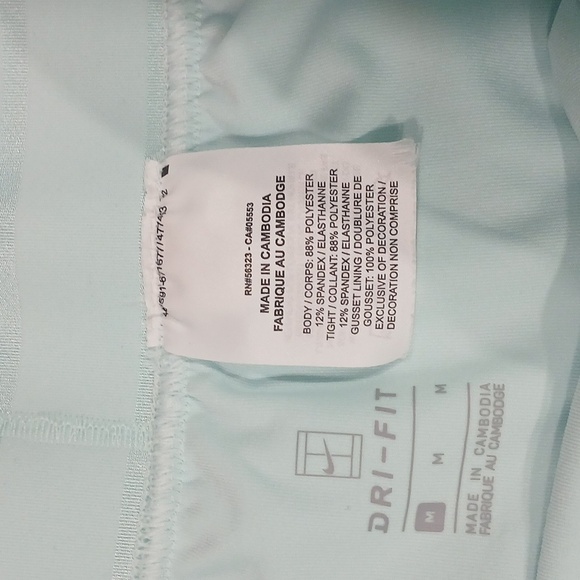 RN#56323 - CA#05553
MADE IN CAMBODIA
FABRIQUE AU CAMBODGE
BODY / CORPS: 88% POLYESTER
12% SPANDEX / ELASTHANNE
TIGHT / COLLANT: 88% POLYESTER
12% SPANDEX / ELASTHANNE
GUSSET LINING / DOUBLURE DE
GOUSSET: 100% POLYESTER
EXCLUSIVE OF DECORATION /
DECORATION NON COMPRISE
DRI-FIT
M M M
MADE IN CAMBODIA
FABRIQUE AU CAMBODGE